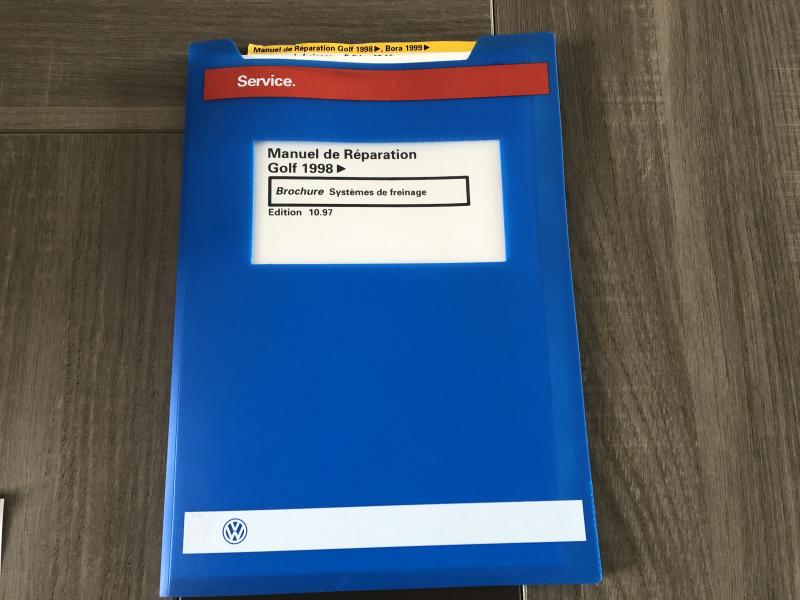 Manuel de Réparation Golf 1998▶, Bora 1999▶
Service.
Manuel de Réparation
Golf 1998 ▶
Brochure Systèmes de freinage
Edition 10.97
VW